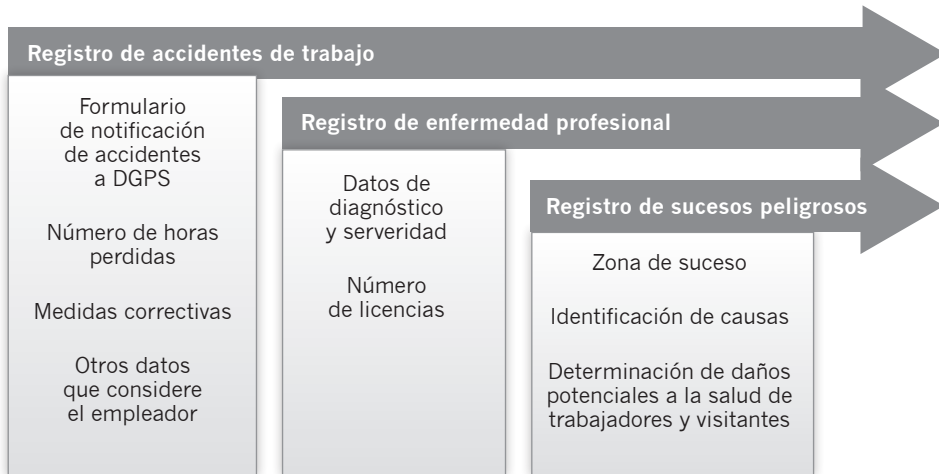 Registro de accidentes de trabajo
Formulario
de notificación
de accidentes
a DGPS
Número de horas
perdidas
Medidas correctivas
Otros datos
que considere
el empleador
Registro de enfermedad profesional
Datos de
diagnóstico
y serveridad
Número
de licencias
Registro de sucesos peligrosos
Zona de suceso
Identificación de causas
Determinación de daños
potenciales a la salud de
trabajadores y visitantes